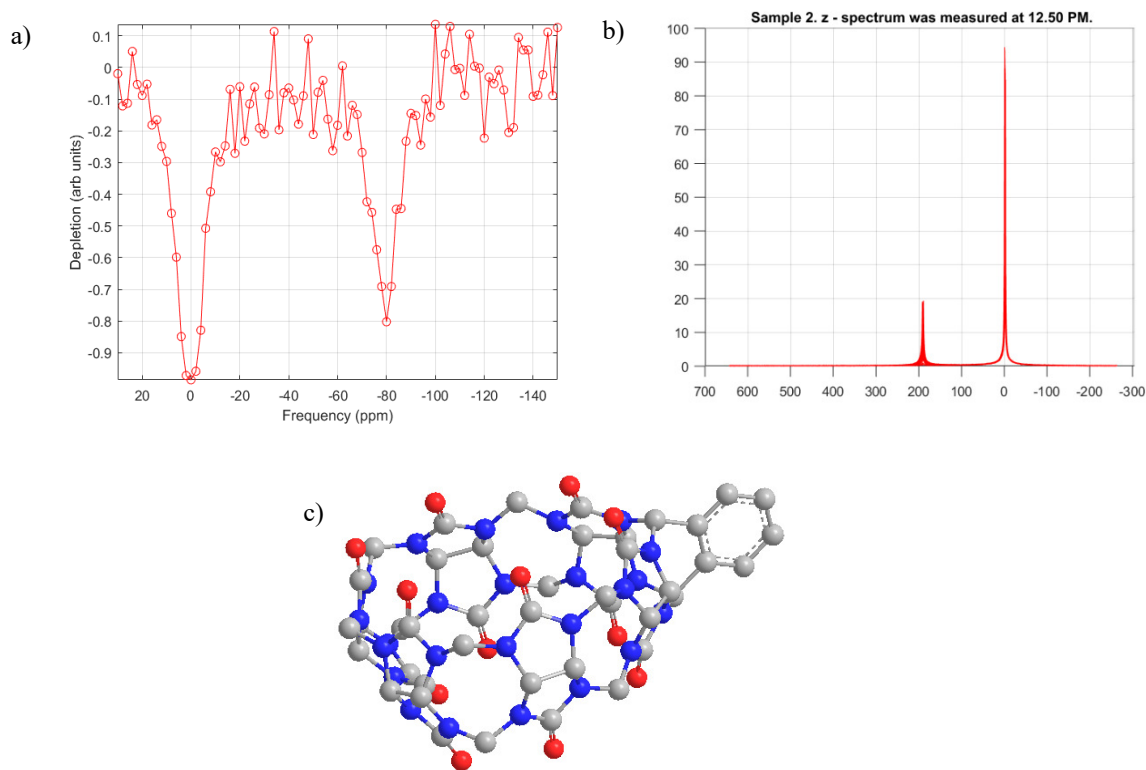 a)
0.1
0
-0.1
-0.2
-0.3
-0.4
-0.5
-0.6
-0.7
-0.8
-0.9
Depletion (arb units)
20 0 -20 -40 -60 -80 -100 -120 -140
Frequency (ppm)
b)
Sample 2. z - spectrum was measured at 12.50 PM.
100
90
80
70
60
50
40
30
20
10
0
700 600 500 400 300 200 100 0 -100 -200 -300
c)